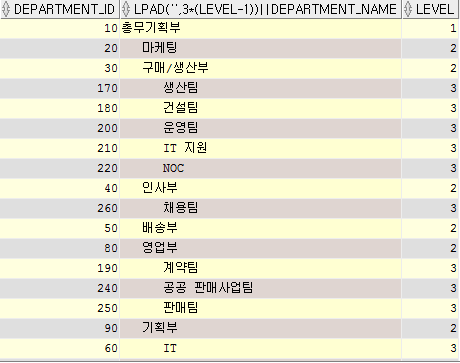 DEPARTMENT_ID LPAD('',3*(LEVEL-1))||DEPARTMENT_NAME LEVEL
10 총무기획부 1
20 마케팅 2
30 구매/생산부 2
170 생산팀 3
180 건설팀 3
200 운영팀 3
210 IT 지원 3
220 NOC 3
40 인사부 2
260 채용팀 3
50 배송부 2
80 영업부 2
190 계약팀 3
240 공공 판매사업팀 3
250 판매팀 3
90 기획부 2
60 IT 3